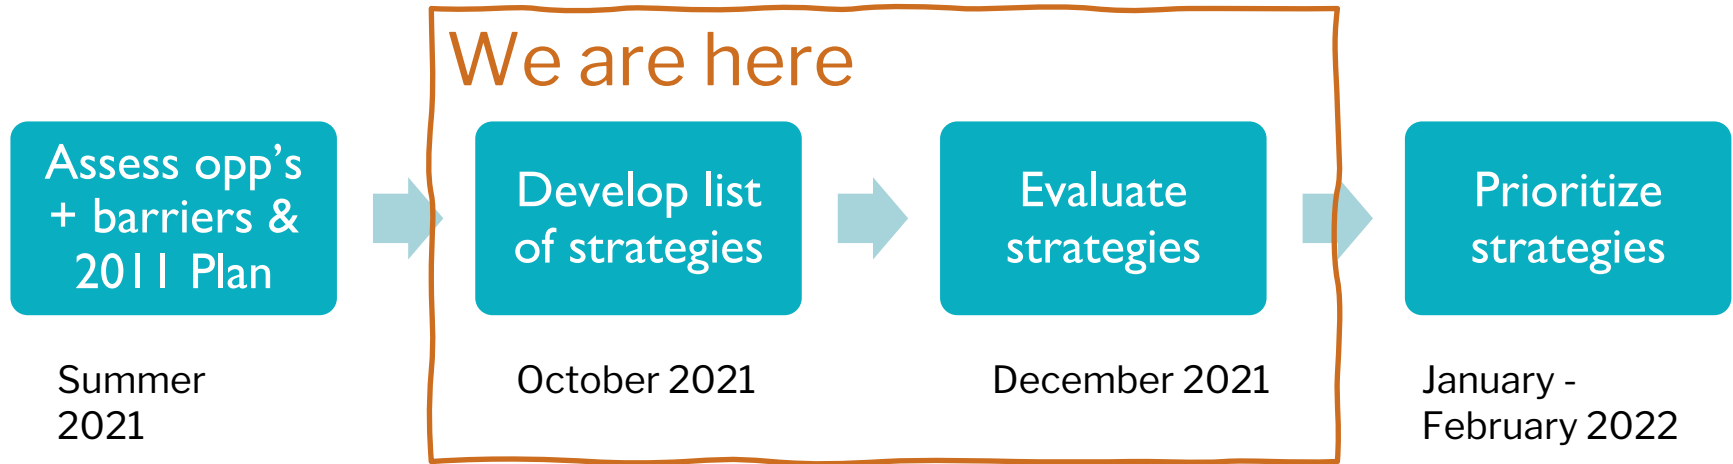 We are here
Assess opp's
+ barriers &
2011 Plan
Develop list
of strategies
Evaluate
strategies
Prioritize
strategies
Summer
2021
October 2021
December 2021
January -
February 2022